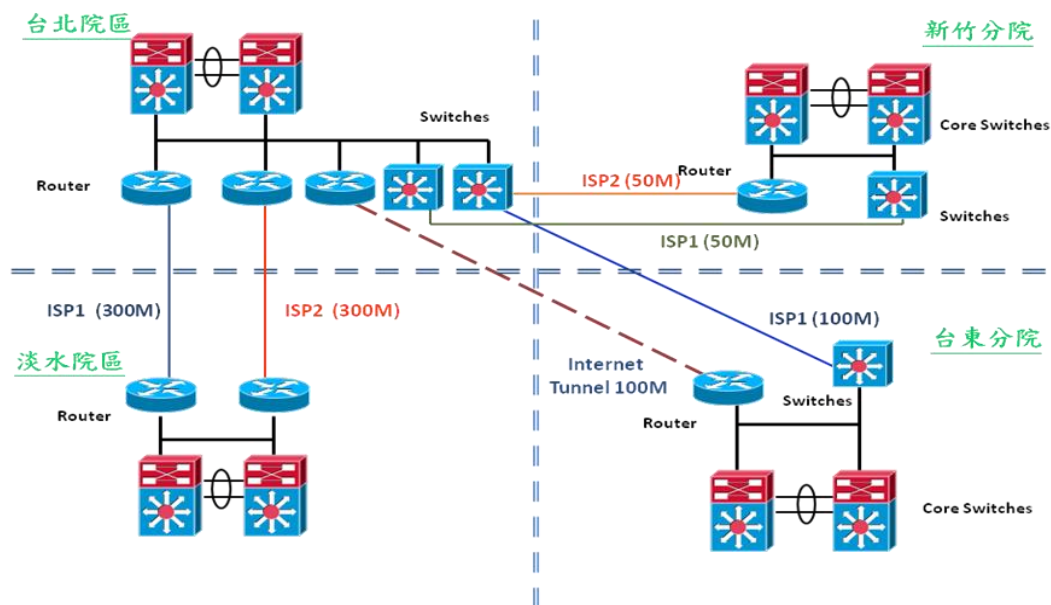 台北院區
Switches
Router
ISP1 (300M)
ISP2 (300M)
淡水院區
Router
新竹分院
Core Switches
Router
ISP2 (50M)
Switches
ISP1 (50M)
ISP1 (100M)
台東分院
Internet
Tunnel 100M
Switches
Router
Core Switches